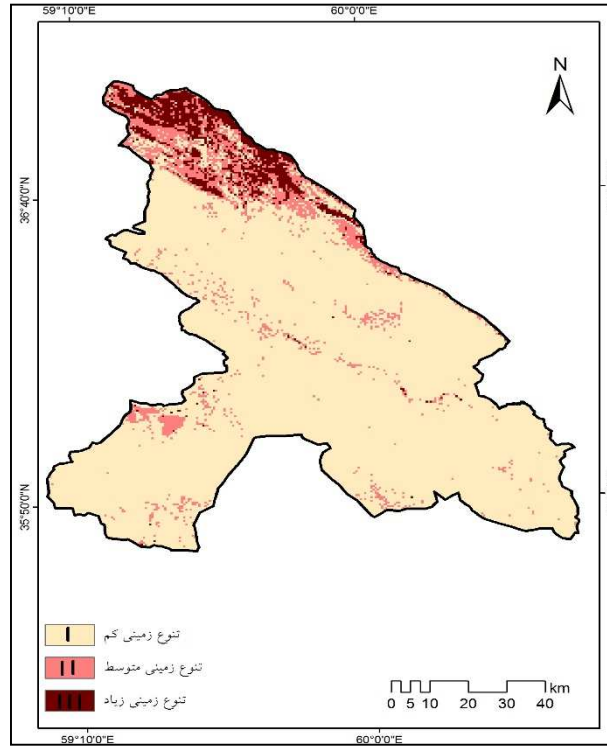 59°10'0"E 60°0'0"E
N
36°40'0"N
35°50'0"N
I تنوع زمینی کم
II تنوع زمینی متوسط
III تنوع زمینی زیاد
km
0 5 10 20 30 40
59°10'0"E 60°0'0"E